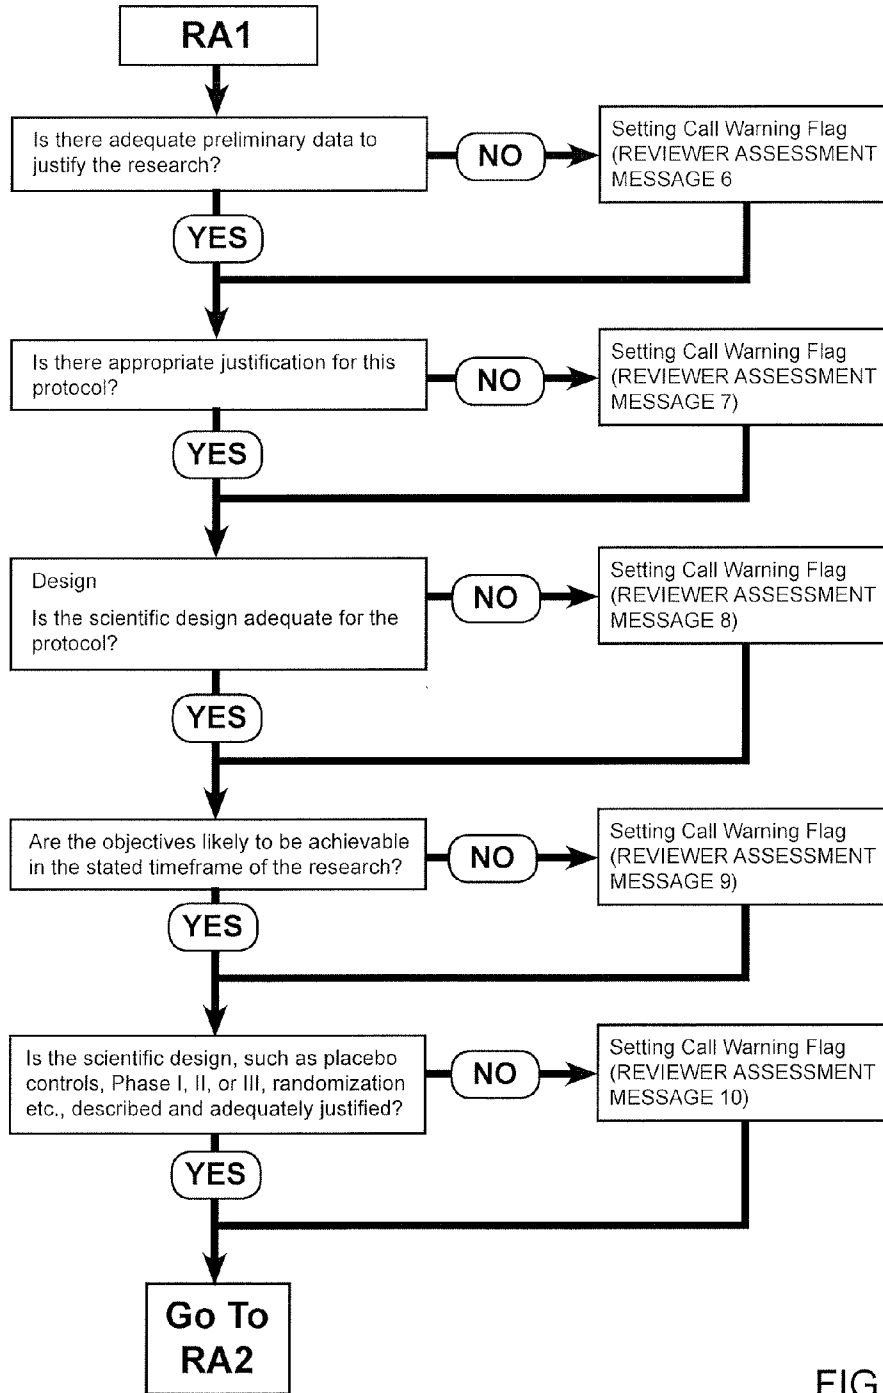 RA1
Is there adequate preliminary data to
justify the research?
NO
Setting Call Warning Flag
(REVIEWER ASSESSMENT
MESSAGE 6
YES
Is there appropriate justification for this
protocol?
NO
Setting Call Warning Flag
(REVIEWER ASSESSMENT
MESSAGE 7)
YES
Design
Is the scientific design adequate for the
protocol?
NO
Setting Call Warning Flag
(REVIEWER ASSESSMENT
MESSAGE 8)
YES
Are the objectives likely to be achievable
in the stated timeframe of the research?
NO
Setting Call Warning Flag
(REVIEWER ASSESSMENT
MESSAGE 9)
YES
Is the scientific design, such as placebo
controls, Phase I, II, or III, randomization
etc., described and adequately justified?
NO
Setting Call Warning Flag
(REVIEWER ASSESSMENT
MESSAGE 10)
YES
Go To
RA2
FIG